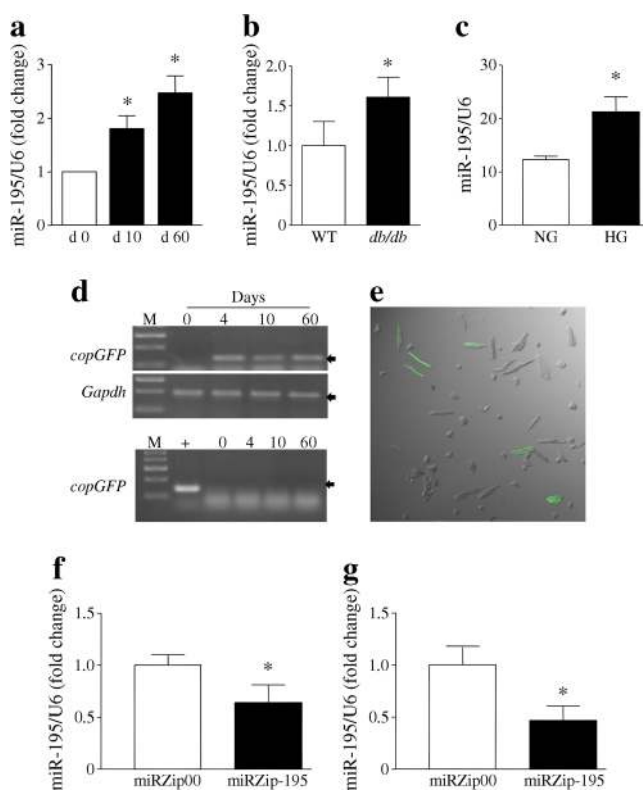 a
miR-195/U6 (fold change)
3
2
1
0
*
*
d 0 d 10 d 60
b
miR-195/U6 (fold change)
2.0
1.5
1.0
0.5
0
*
WT db/db
c
miR-195/U6
30
20
10
0
*
NG HG
d
Days
M 0 4 10 60
copGFP
Gapdh
M + 0 4 10 60
copGFP
e
f
miR-195/U6 (fold change)
1.5
1.0
0.5
0
*
miRZip00 miRZip-195
g
miR-195/U6 (fold change)
1.5
1.0
0.5
0
*
miRZip00 miRZip-195